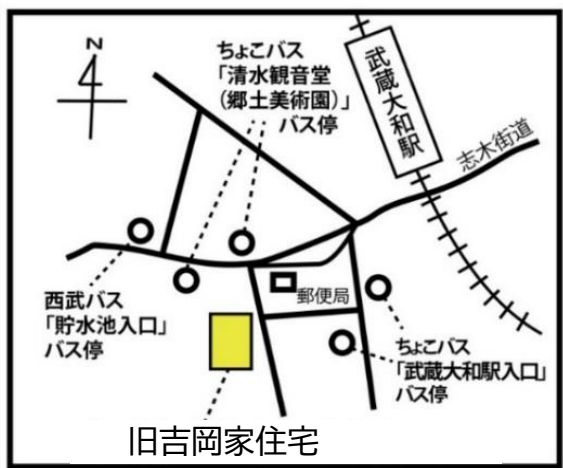 N
ちょこバス
「清水観音堂
（郷土美術園）」
バス停
武蔵大和駅
志木街道
西武バス
「貯水池入口」
バス停
郵便局
ちょこバス
「武蔵大和駅入口」
バス停
旧吉岡家住宅